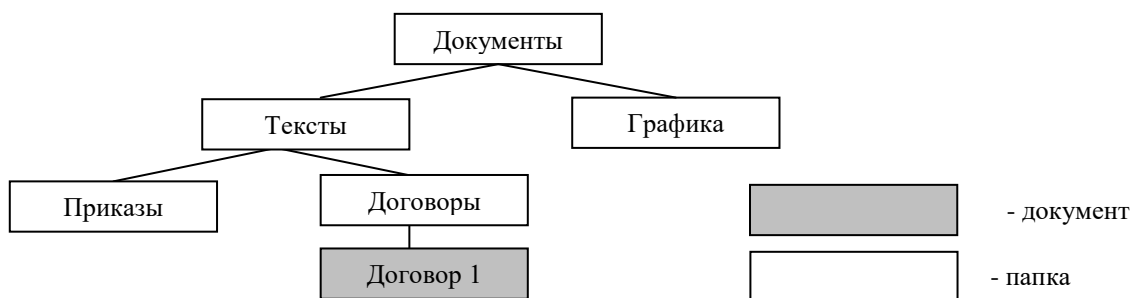 Документы
Тексты
Графика
Приказы
Договоры
- документ
Договор 1
- папка